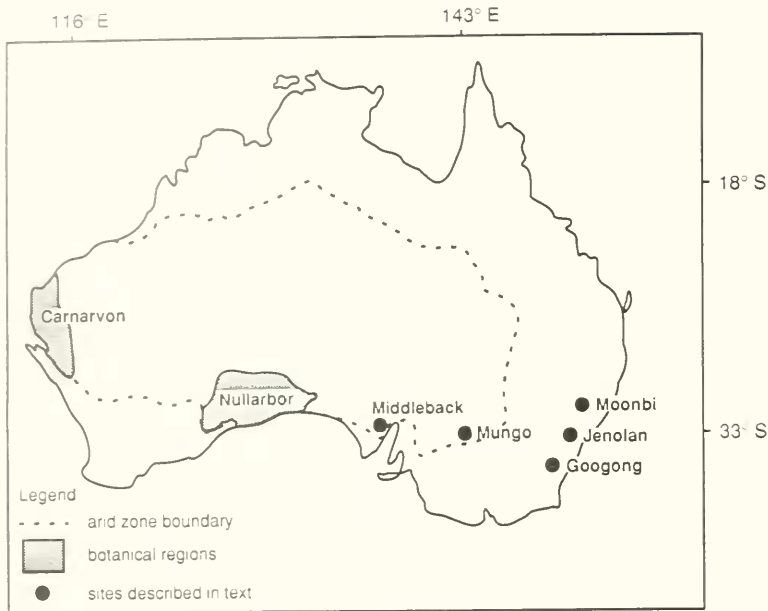 116° E
143° E
18° S
Carnarvon
Nullarbor
Middleback
Moonbi
Mungo
Jenolan
33° S
Googong
Legend
arid zone boundary
botanical regions
sites described in text